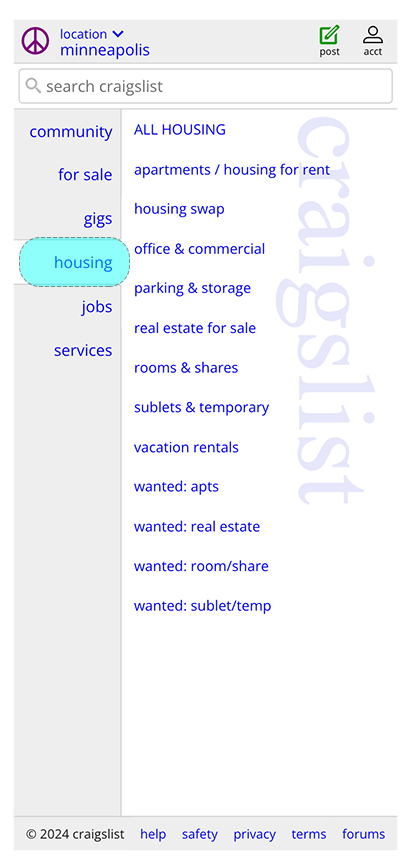 location
minneapolis
post
acct
search craigslist
community
for sale
gigs
housing
jobs
services
ALL HOUSING
apartments / housing for rent
housing swap
office & commercial
parking & storage
real estate for sale
rooms & shares
sublets & temporary
vacation rentals
wanted: apts
wanted: real estate
wanted: room/share
wanted: sublet/temp
craigslist
© 2024 craigslist help safety privacy terms forums